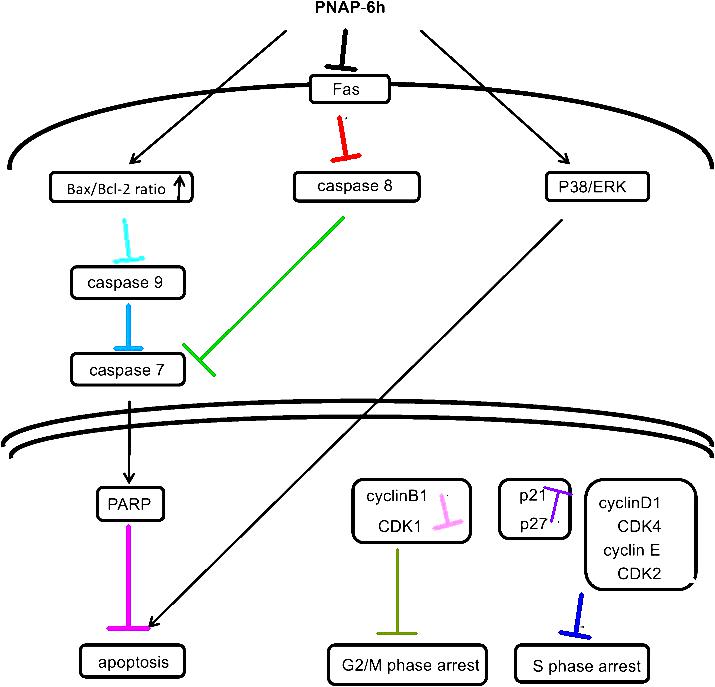 PNAP-6h
Fas
Bax/Bcl-2 ratio
caspase 8
P38/ERK
caspase 9
caspase 7
PARP
cyclinB1
CDK1
p21
p27
cyclinD1
CDK4
cyclin E
CDK2
apoptosis
G2/M phase arrest
S phase arrest